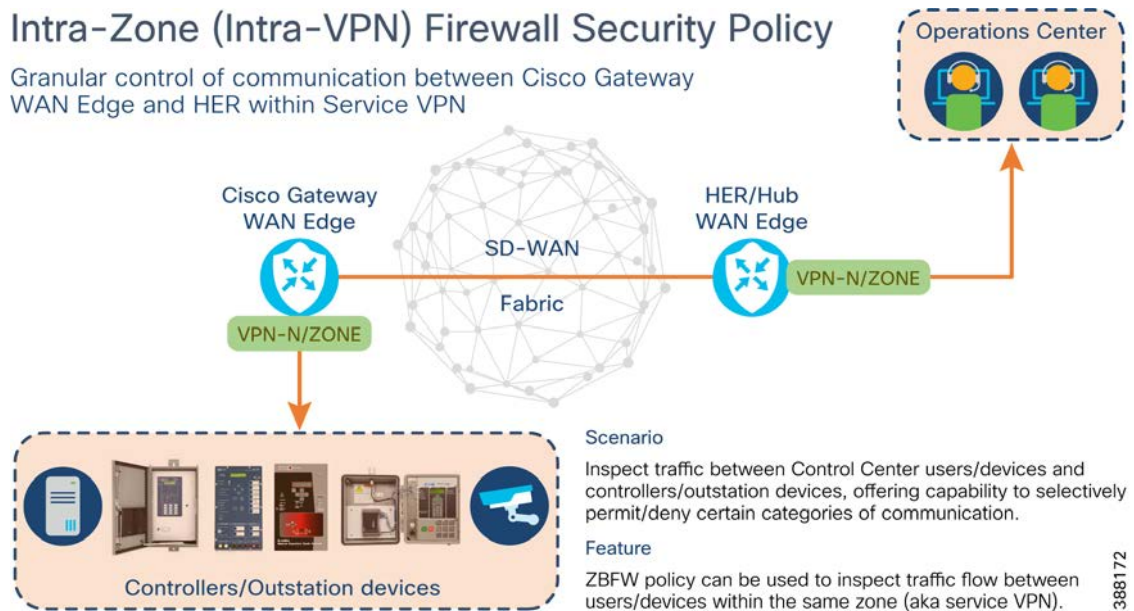 Intra-Zone (Intra-VPN) Firewall Security Policy
Granular control of communication between Cisco Gateway
WAN Edge and HER within Service VPN
Operations Center
Cisco Gateway
WAN Edge
HER/Hub
WAN Edge
SD-WAN
Fabric
VPN-N/ZONE
VPN-N/ZONE
Controllers/Outstation devices
Scenario
Inspect traffic between Control Center users/devices and
controllers/outstation devices, offering capability to selectively
permit/deny certain categories of communication.
Feature
ZBFW policy can be used to inspect traffic flow between
users/devices within the same zone (aka service VPN).
388172